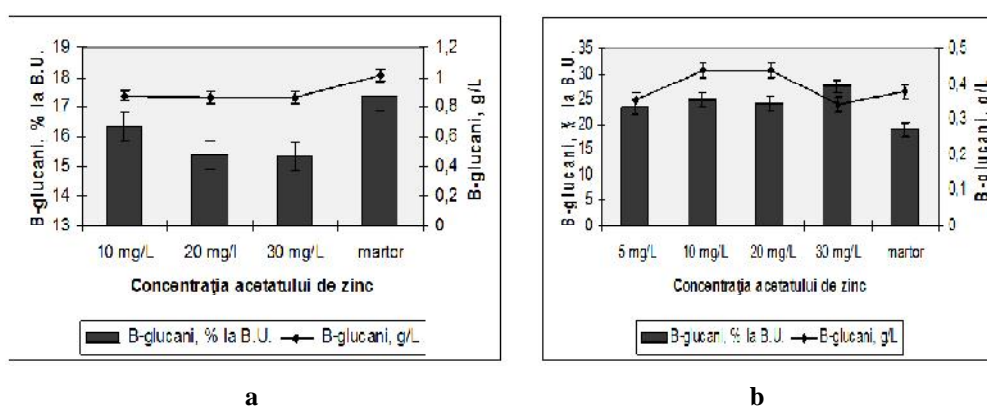 B-glucani, % la B.U.
19
18
17
16
15
14
13
1,2
1
0,8
0,6
0,4
0,2
0
B-glucani, g/L
10 mg/L 20 mg/l 30 mg/L martor
Concentraţia acetatului de zinc
B-glucani, % la B.U. B-glucani, g/L
a
B-glucani, % la B.U.
35
30
25
20
15
10
5
0
0,5
0,4
0,3
0,2
0,1
0
B-glucani, g/L
5 mg/L 10 mg/L 20 mg/L 30 mg/L martor
Concentraţia acetatului de zinc
B-glucani, % la B.U. B-glucani, g/L
b